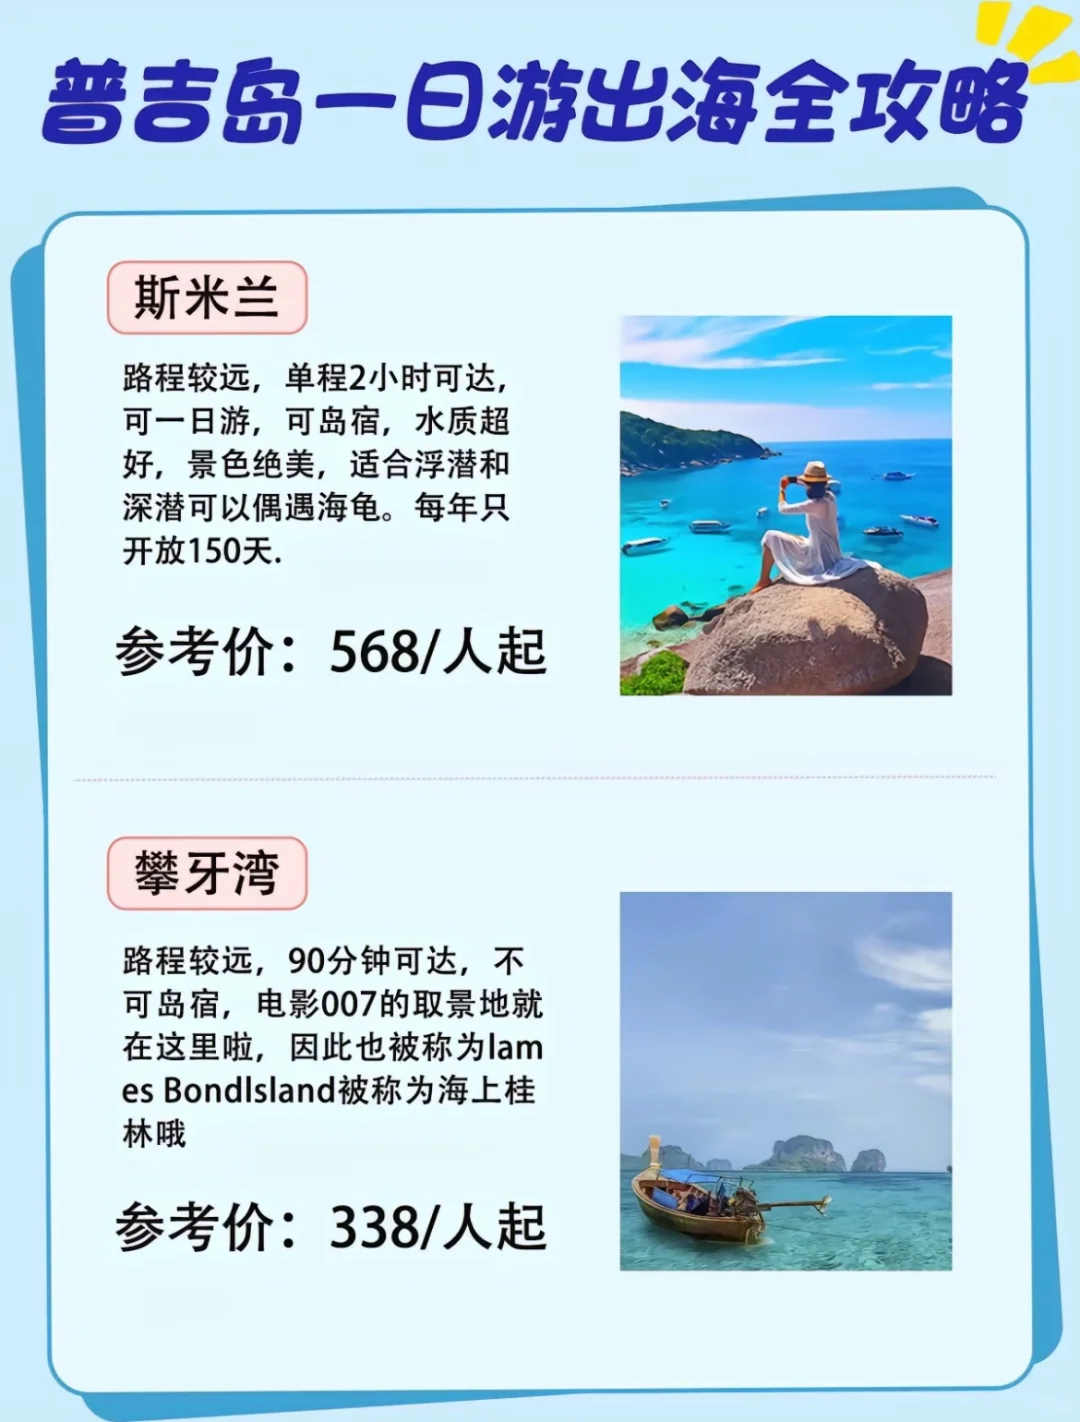 普吉岛一日游出海全攻略
斯米兰
路程较远，单程2小时可达，
可一日游，可岛宿，水质超
好，景色绝美，适合浮潜和
深潜可以偶遇海龟。每年只
开放150天.
参考价：568/人起
攀牙湾
路程较远，90分钟可达，不
可岛宿，电影007的取景地就
在这里啦，因此也被称为lam
es Bondlsland被称为海上桂
林哦
参考价：338/人起